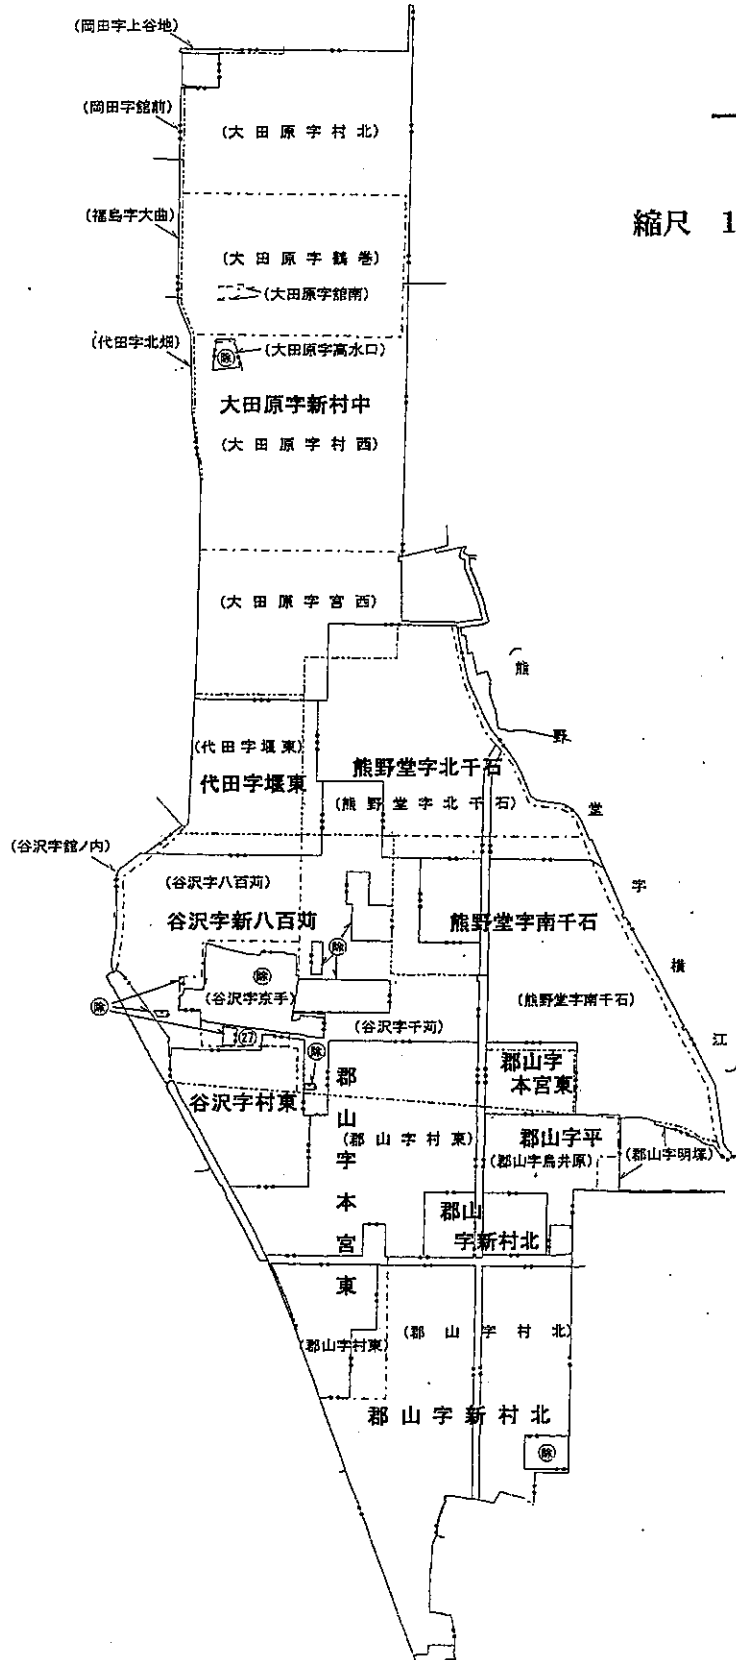 (岡田字上谷地)
(岡田字館前)
(大田原字村北)
縮尺 1
(福島字大曲)
(大田原字鶴巻)
(大田原字館南)
(代田字北畑)
(大田原字高水口)
除
大田原字新村中
(大田原字村西)
(大田原字宮西)
熊野堂字横江
(代田字堰東)
代田字堰東
熊野堂字北千石
(熊野堂字北千石)
(谷沢字館ノ内)
(谷沢字八百苅)
谷沢字新八百苅
熊野堂字南千石
除
除
(谷沢字京手)
(熊野堂字南千石)
除
(谷沢字千苅)
27
除
郡山字
本宮東
谷沢字村東
郡山字本宮東
(郡山字村東)
郡山字平
(郡山字鳥井原)
(郡山字明塚)
郡山
字新村北
(郡山字村東)
(郡山字村北)
郡山字新村北
除